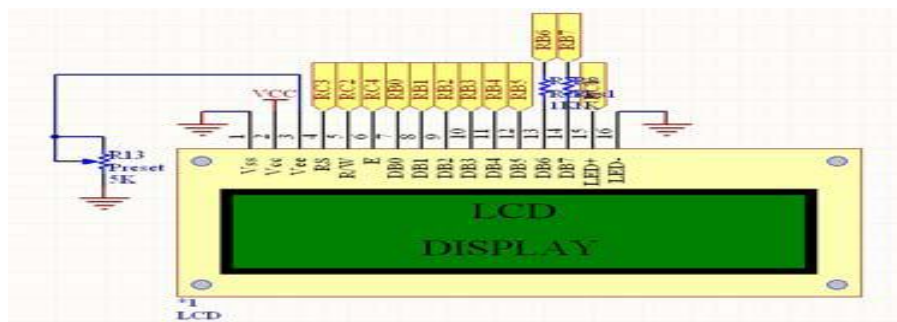 RB6 RB7
RC3 RC2 RC4 RB0 RB1 RB2 RB3 RB4 RB5
VCC
1 2 3 4 5 6 7 8 9 10 11 12 13 14 15 16
R13
Preset
5K
Vss Vcc Vee RS R/W E DB0 DB1 DB2 DB3 DB4 DB5 DB6 DB7 LED+ LED-
LCD
DISPLAY
*1
LCD